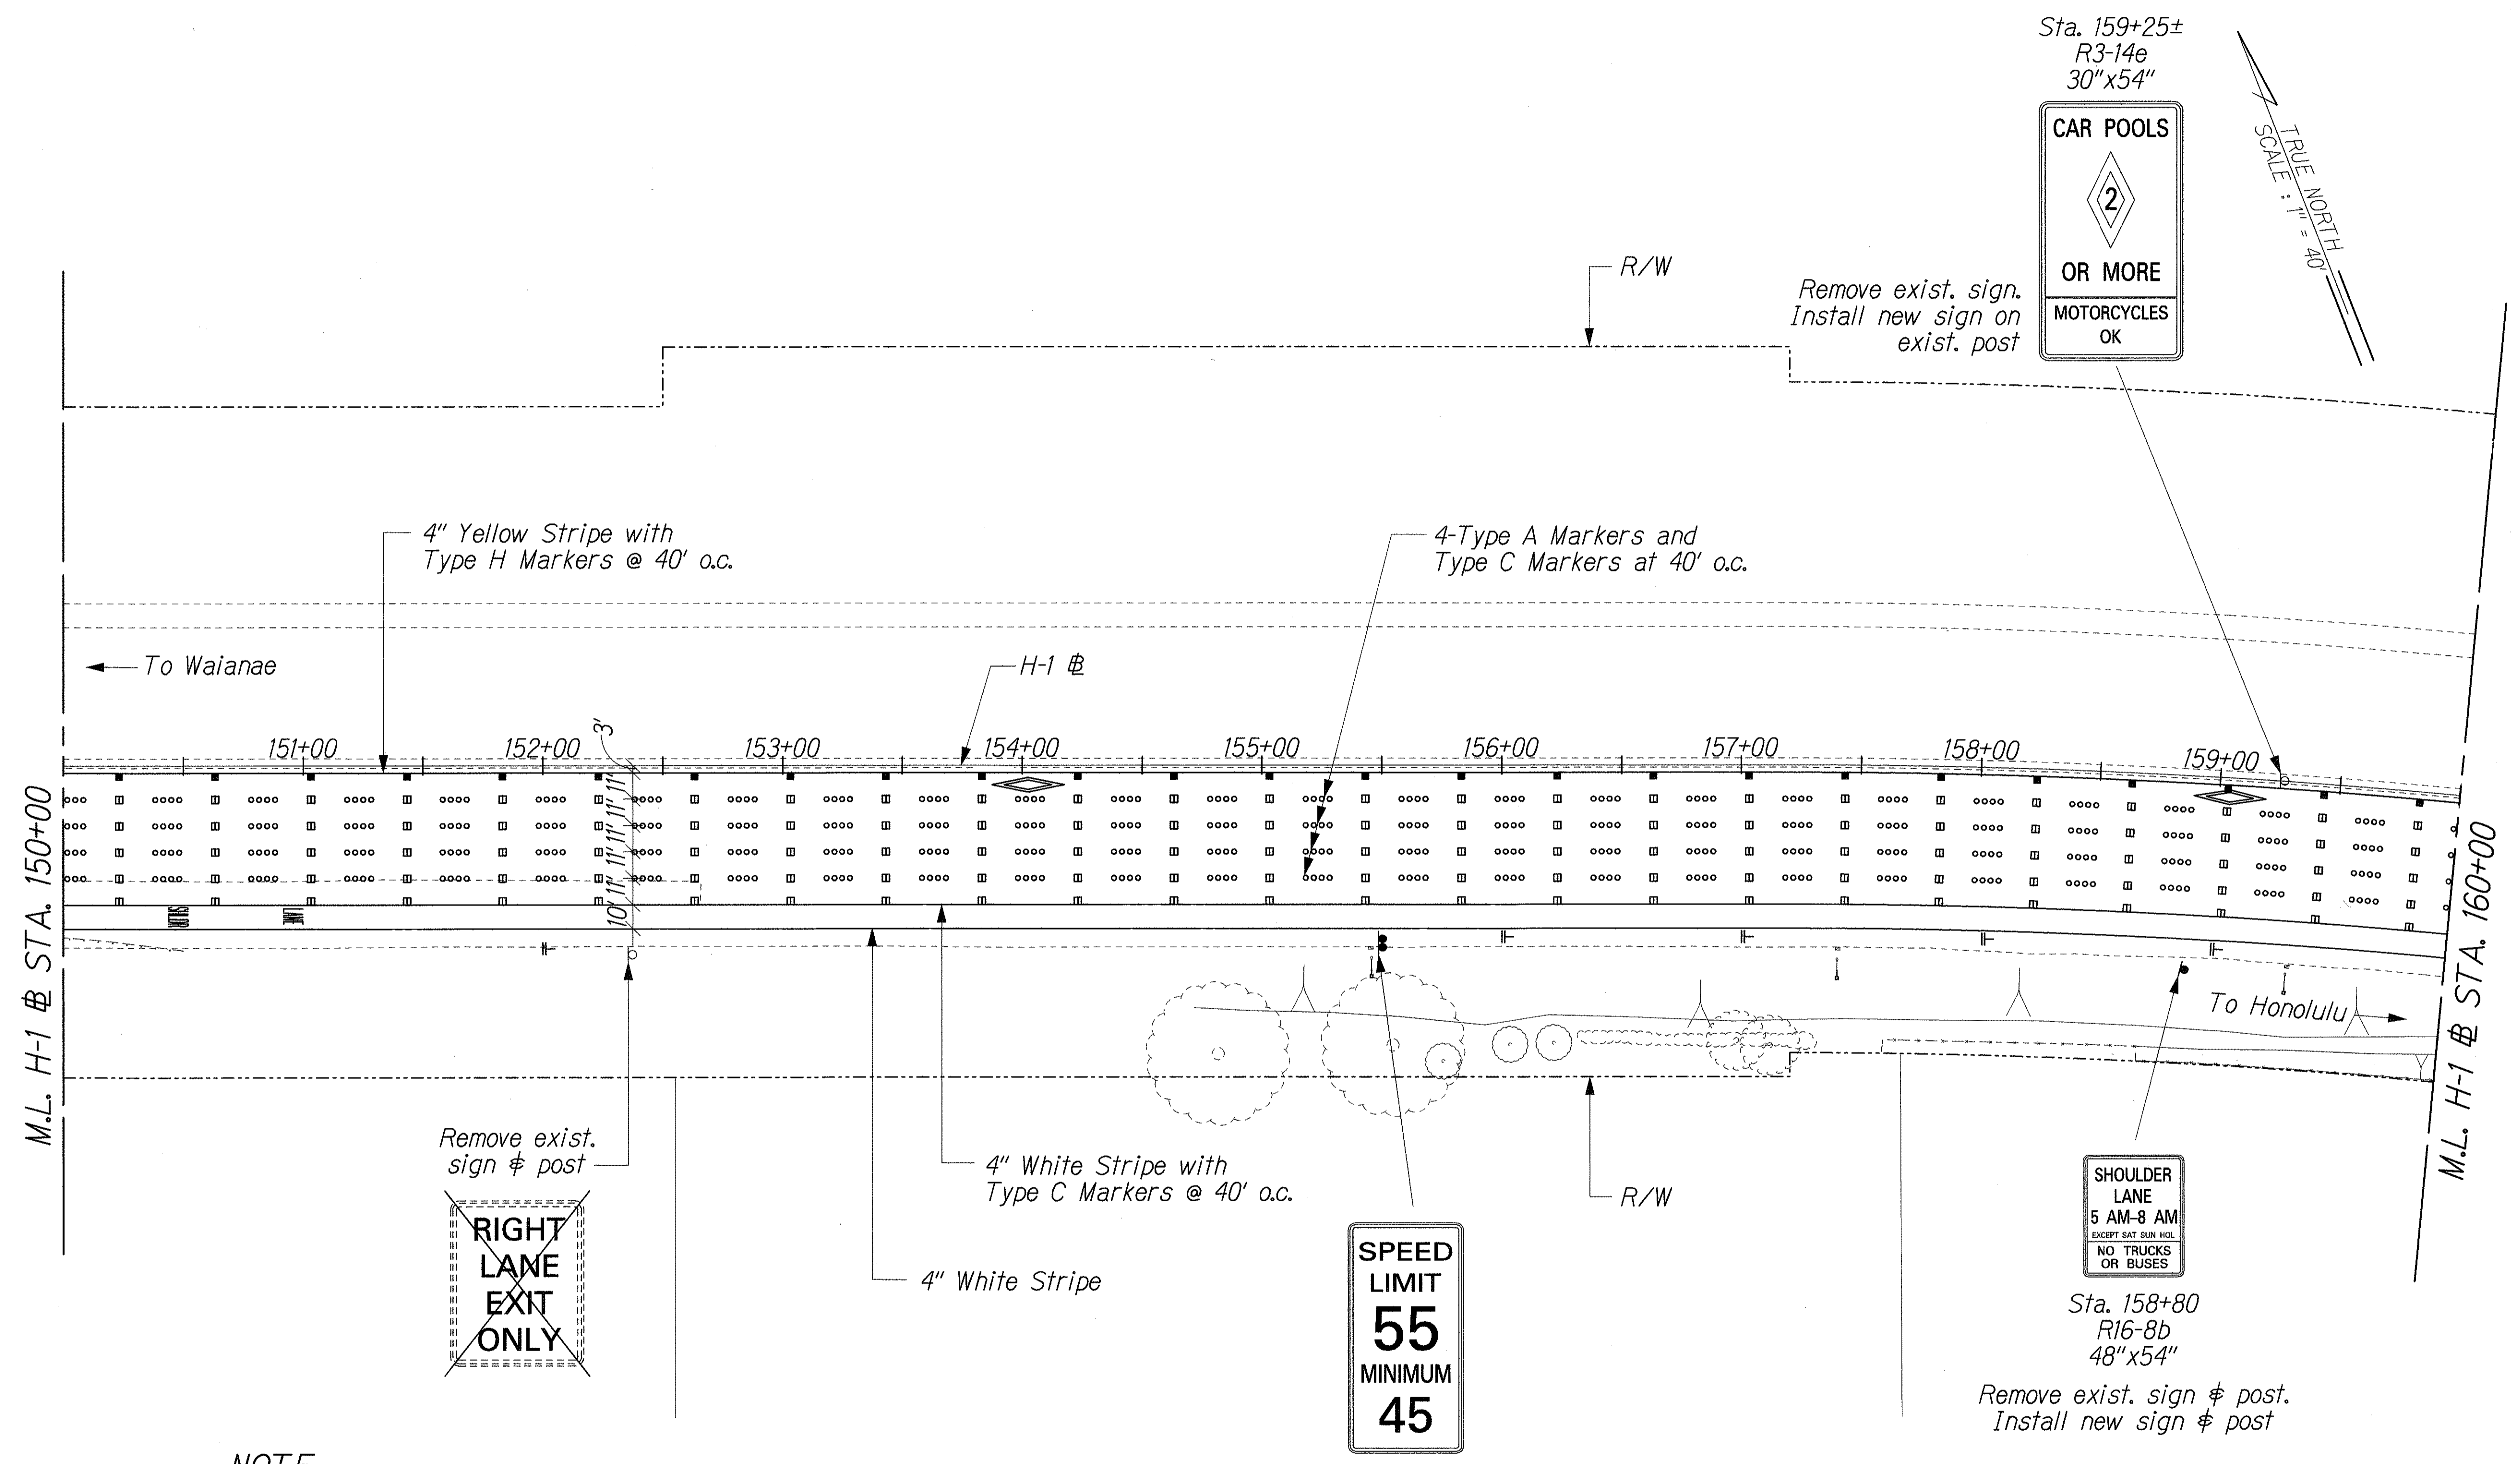 Sta. 159+25±
R3-14e
30"x54"
CAR POOLS
2
OR MORE
MOTORCYCLES
OK
Remove exist. sign.
Install new sign on
exist. post
TRUE NORTH
SCALE : 1" = 40'
R/W
4" Yellow Stripe with
Type H Markers @ 40' o.c.
4-Type A Markers and
Type C Markers at 40' o.c.
To Waianae
H-1 ⅊
151+00
152+00
3'
153+00
154+00
155+00
156+00
157+00
158+00
159+00
11'
11'
11'
11'
11'
10'
SHLDR
LANE
M.L. H-1 ⅊ STA. 150+00
M.L. H-1 ⅊ STA. 160+00
To Honolulu
Remove exist.
sign & post
RIGHT
LANE
EXIT
ONLY
4" White Stripe with
Type C Markers @ 40' o.c.
4" White Stripe
R/W
SPEED
LIMIT
55
MINIMUM
45
SHOULDER
LANE
5 AM–8 AM
EXCEPT SAT SUN HOL
NO TRUCKS
OR BUSES
Sta. 158+80
R16-8b
48"x54"
Remove exist. sign & post.
Install new sign & post
NOTE